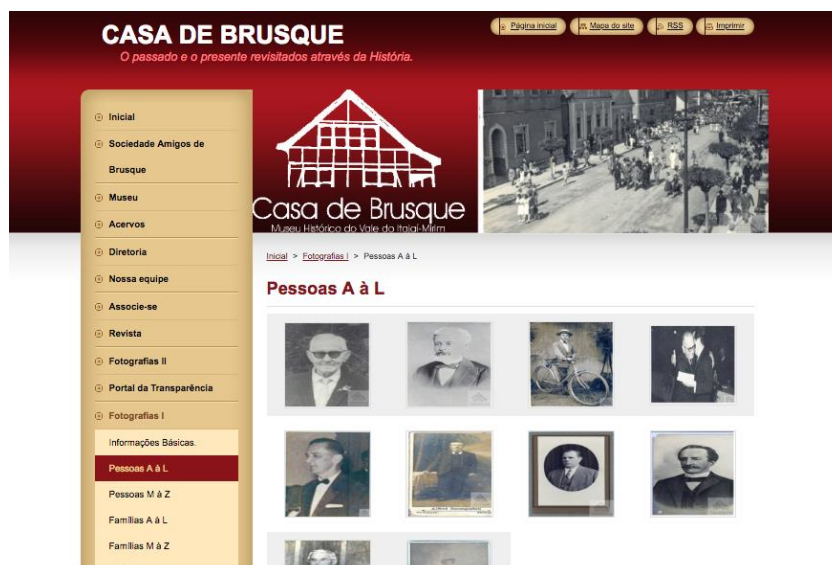 CASA DE BRUSQUE
O passado e o presente revisitados através da História.
Página inicial
Mapa do site
RSS
Imprimir
Inicial
Sociedade Amigos de
Brusque
Museu
Acervos
Diretoria
Nossa equipe
Associe-se
Revista
Fotografias II
Portal da Transparência
Fotografias I
Informações Básicas.
Pessoas A à L
Pessoas M à Z
Famílias A à L
Famílias M à Z
Casa de Brusque
Museu Histórico do Vale do Itajaí-Mirim
Inicial > Fotografias I > Pessoas A à L
Pessoas A à L